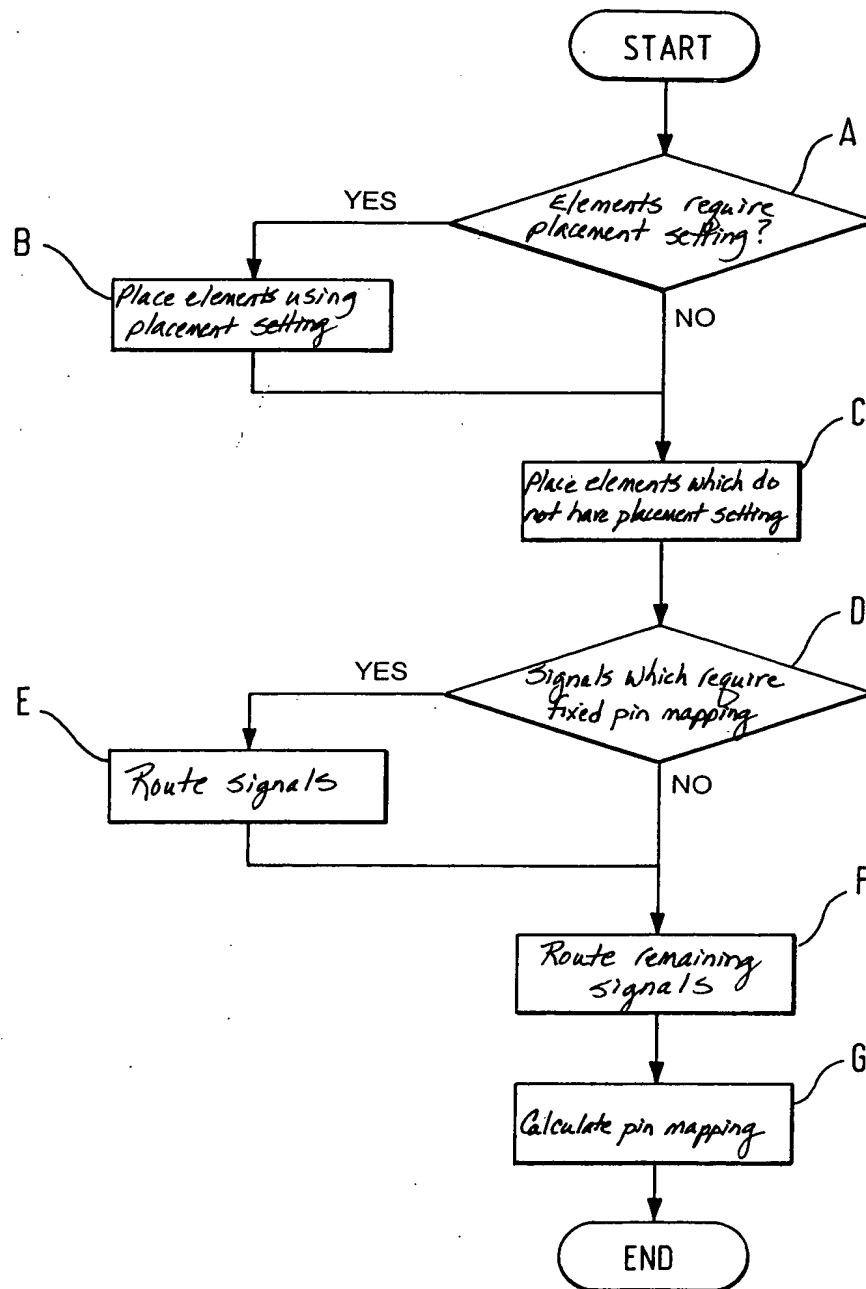 START
A
Elements require
placement setting?
YES
B
Place elements using
placement setting
NO
C
Place elements which do
not have placement setting
D
Signals which require
fixed pin mapping
YES
E
Route signals
NO
F
Route remaining
signals
G
Calculate pin mapping
END